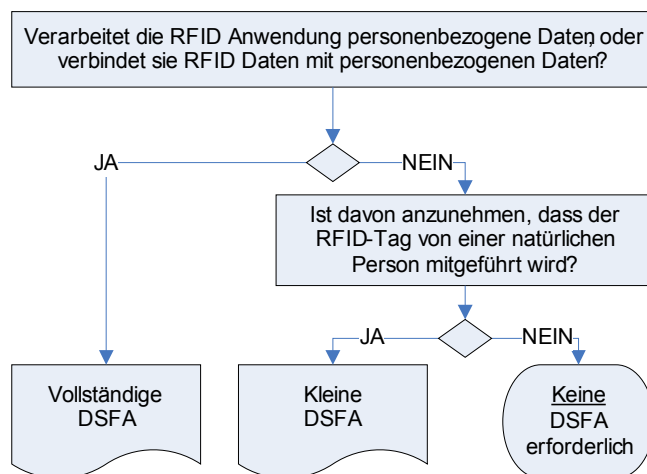 Verarbeitet die RFID Anwendung personenbezogene Daten, oder
verbindet sie RFID Daten mit personenbezogenen Daten?
JA
NEIN
Ist davon anzunehmen, dass der
RFID-Tag von einer natürlichen
Person mitgeführt wird?
JA
NEIN
Vollständige
DSFA
Kleine
DSFA
Keine
DSFA
erforderlich